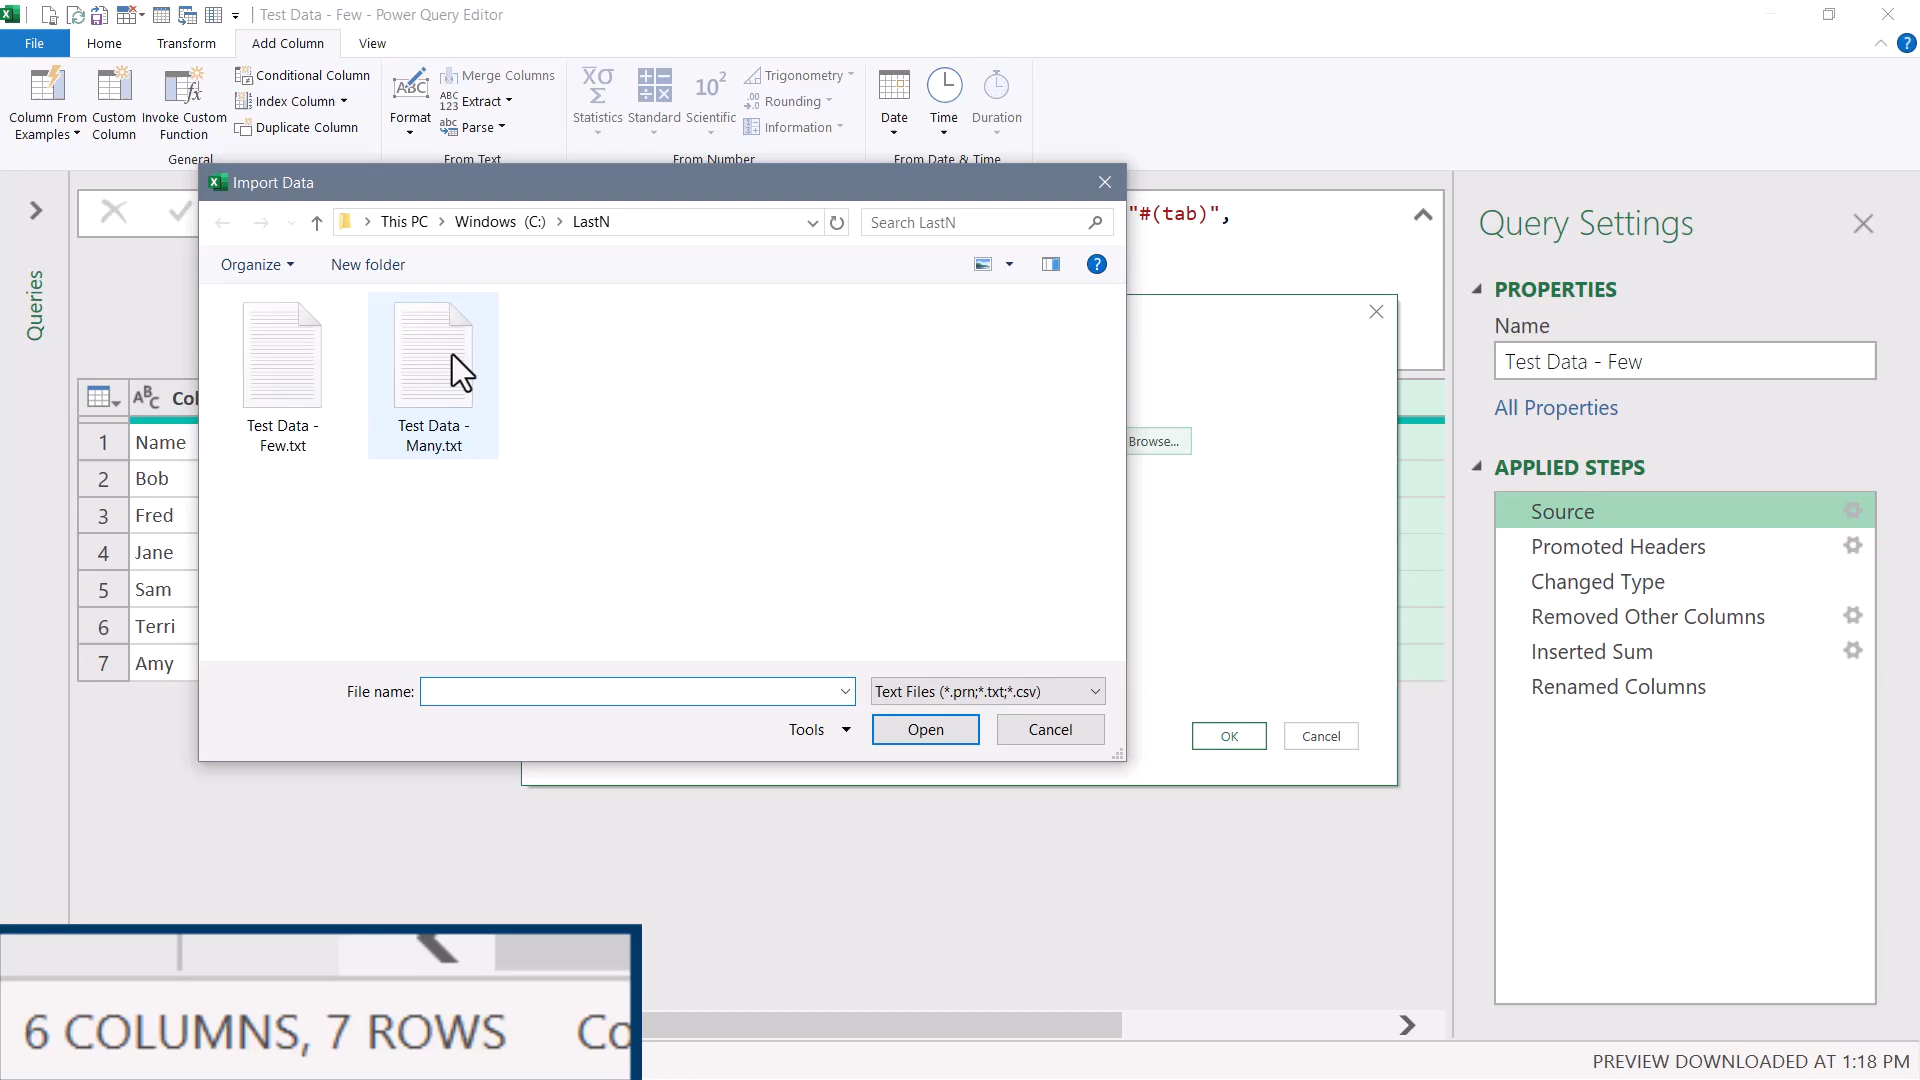 Test Data - Few - Power Query Editor
File
Home
Transform
Add Column
View
?
Column From
Examples
Custom
Column
Invoke Custom
Function
Conditional Column
Index Column
Duplicate Column
General
Format
Merge Columns
Extract
Parse
From Text
Statistics
Standard
Scientific
Trigonometry
Rounding
Information
From Number
Date
Time
Duration
From Date & Time
Import Data
This PC
Windows (C:)
LastN
Search LastN
Organize
New folder
?
Test Data -
Few.txt
Test Data -
Many.txt
File name:
Text Files (*.prn;*.txt;*.csv)
Tools
Open
Cancel
"#(tab)",
Browse...
OK
Cancel
Queries
Col
1 Name
2 Bob
3 Fred
4 Jane
5 Sam
6 Terri
7 Amy
Query Settings
PROPERTIES
Name
Test Data - Few
All Properties
APPLIED STEPS
Source
Promoted Headers
Changed Type
Removed Other Columns
Inserted Sum
Renamed Columns
6 COLUMNS, 7 ROWS Co
PREVIEW DOWNLOADED AT 1:18 PM